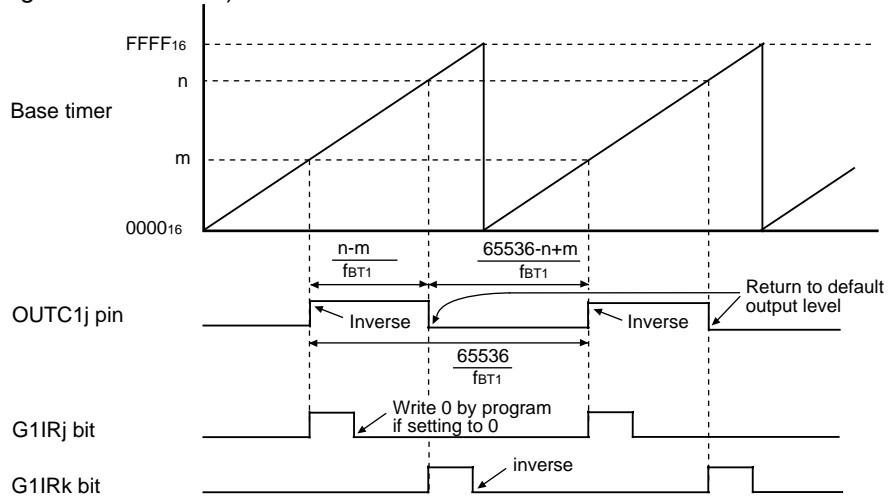 FFFF16
n
Base timer
m
000016
n-m
fBT1
65536-n+m
fBT1
Return to default
output level
OUTC1j pin
Inverse
Inverse
65536
fBT1
Write 0 by program
if setting to 0
G1IRj bit
inverse
G1IRk bit